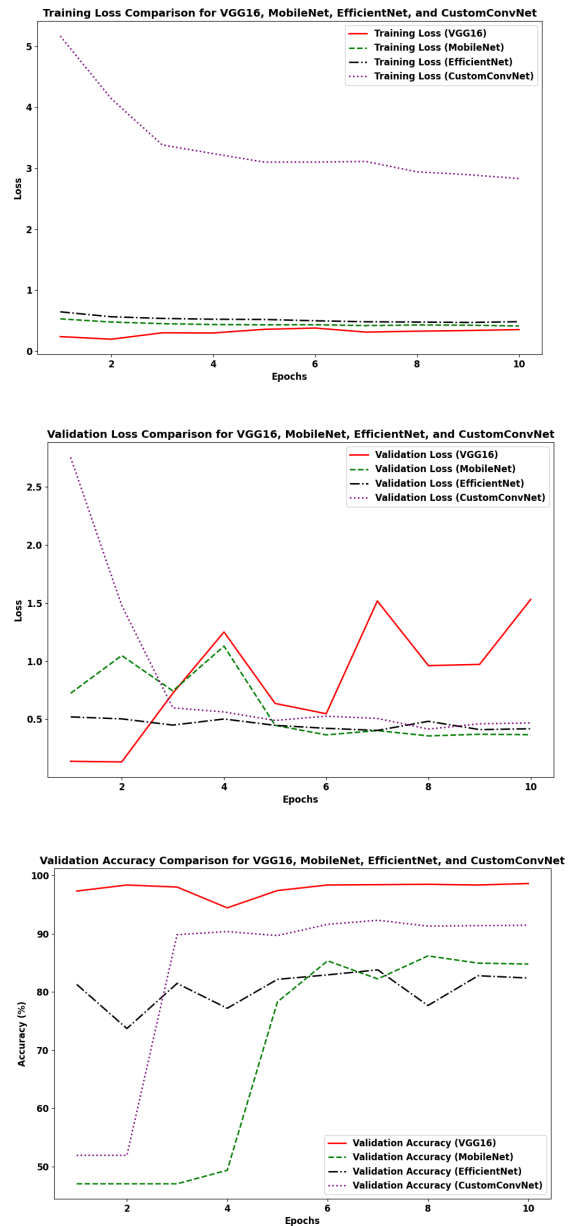 Training Loss Comparison for VGG16, MobileNet, EfficientNet, and CustomConvNet
Training Loss (VGG16)
Training Loss (MobileNet)
Training Loss (EfficientNet)
Training Loss (CustomConvNet)
5
4
3
2
1
0
Loss
2 4 6 8 10
Epochs
Validation Loss Comparison for VGG16, MobileNet, EfficientNet, and CustomConvNet
Validation Loss (VGG16)
Validation Loss (MobileNet)
Validation Loss (EfficientNet)
Validation Loss (CustomConvNet)
2.5
2.0
1.5
1.0
0.5
Loss
2 4 6 8 10
Epochs
Validation Accuracy Comparison for VGG16, MobileNet, EfficientNet, and CustomConvNet
100
90
80
70
60
50
Accuracy (%)
Validation Accuracy (VGG16)
Validation Accuracy (MobileNet)
Validation Accuracy (EfficientNet)
Validation Accuracy (CustomConvNet)
2 4 6 8 10
Epochs